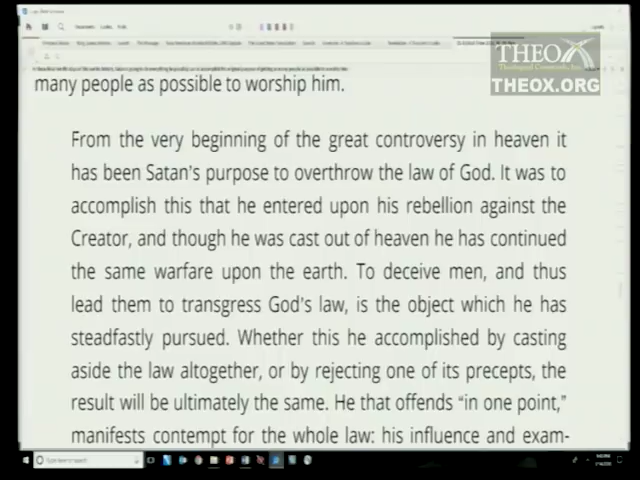 THEOX
THEOX.ORG
many people as possible to worship him.
From the very beginning of the great controversy in heaven it
has been Satan's purpose to overthrow the law of God. It was to
accomplish this that he entered upon his rebellion against the
Creator, and though he was cast out of heaven he has continued
the same warfare upon the earth. To deceive men, and thus
lead them to transgress God's law, is the object which he has
steadfastly pursued. Whether this he accomplished by casting
aside the law altogether, or by rejecting one of its precepts, the
result will be ultimately the same. He that offends “in one point,”
manifests contempt for the whole law: his influence and exam-